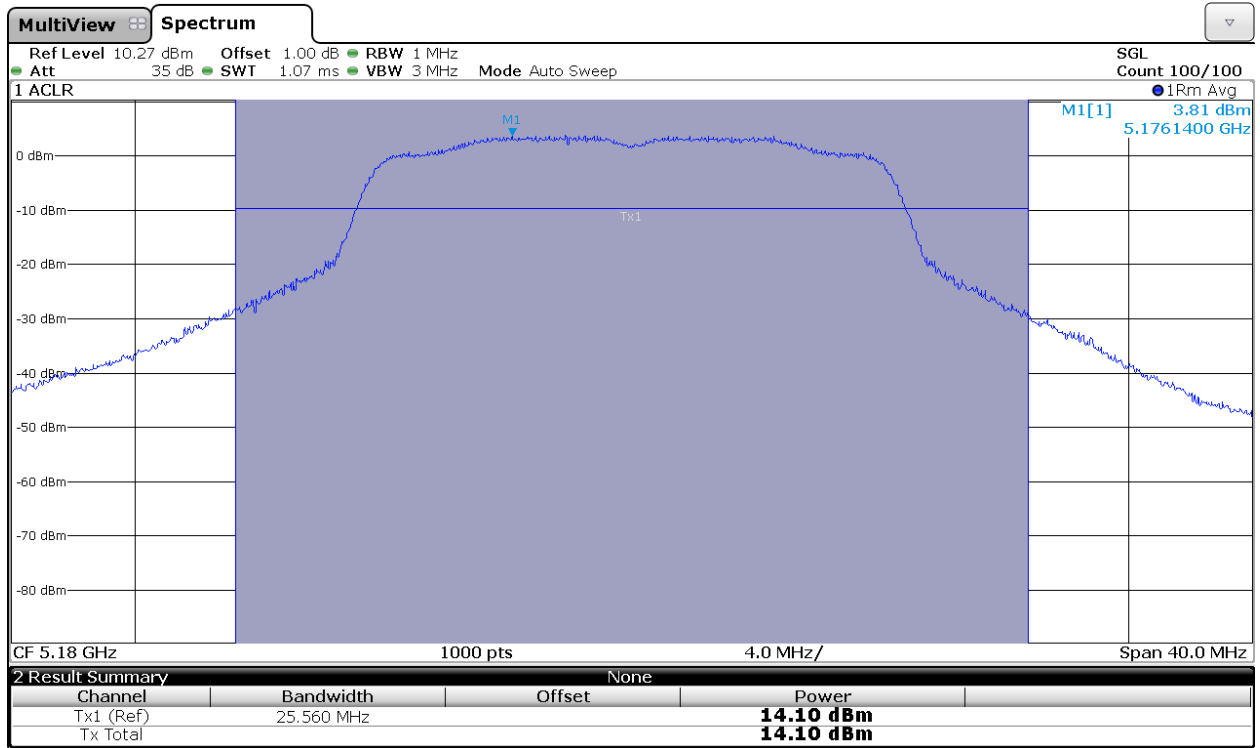 MultiView Spectrum
Ref Level 10.27 dBm Offset 1.00 dB RBW 1 MHz SGL
Att 35 dB SWT 1.07 ms VBW 3 MHz Mode Auto Sweep Count 100/100
1 ACLR 1Rm Avg
M1[1] 3.81 dBm
5.1761400 GHz
M1
0 dBm
-10 dBm
Tx1
-20 dBm
-30 dBm
-40 dBm
-50 dBm
-60 dBm
-70 dBm
-80 dBm
CF 5.18 GHz 1000 pts 4.0 MHz/ Span 40.0 MHz
2 Result Summary None
Channel Bandwidth Offset Power
Tx1 (Ref) 25.560 MHz 14.10 dBm
Tx Total 14.10 dBm